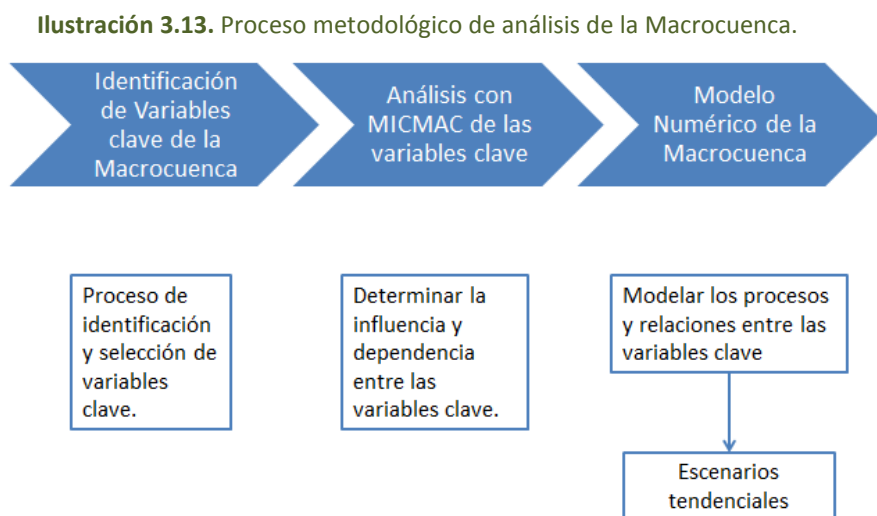 Ilustración 3.13. Proceso metodológico de análisis de la Macrocuenca.
Identificación
de Variables
clave de la
Macrocuenca
Análisis con
MICMAC de las
variables clave
Modelo
Numérico de la
Macrocuenca
Proceso de
identificación
y selección de
variables
clave.
Determinar la
influencia y
dependencia
entre las
variables clave.
Modelar los procesos
y relaciones entre las
variables clave
Escenarios
tendenciales